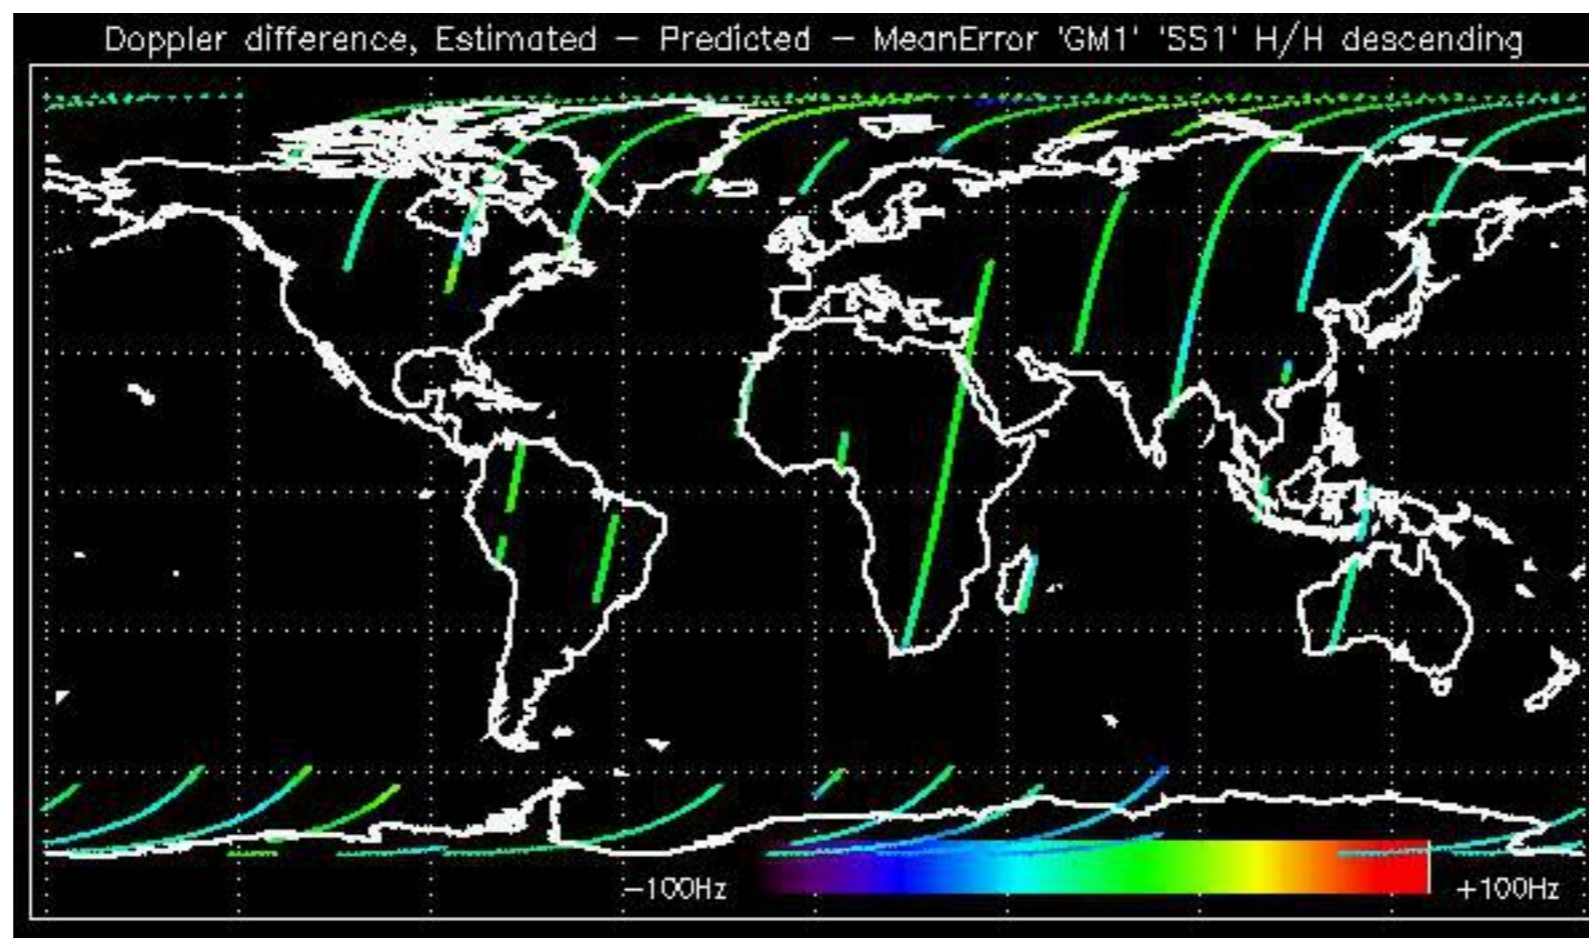 Doppler difference, Estimated – Predicted – MeanError 'GM1' 'SS1' H/H descending
–100Hz
+100Hz